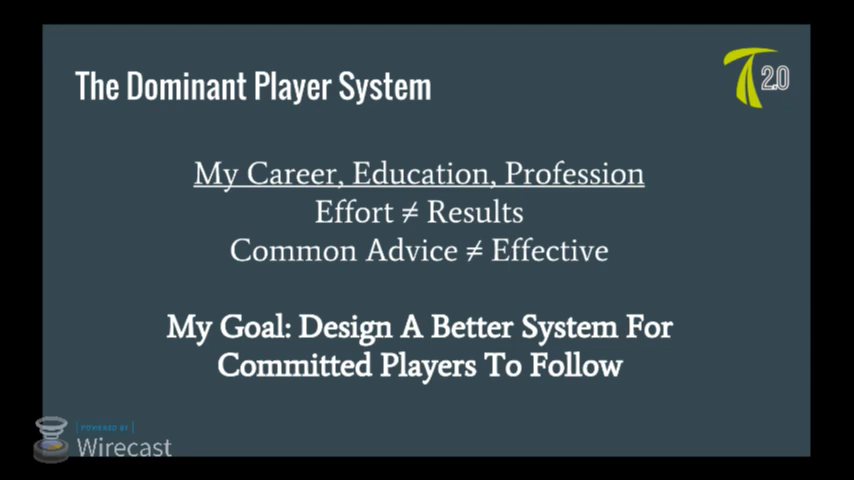 The Dominant Player System
2.0
My Career, Education, Profession
Effort ≠ Results
Common Advice ≠ Effective
My Goal: Design A Better System For
Committed Players To Follow
POWERED BY
Wirecast